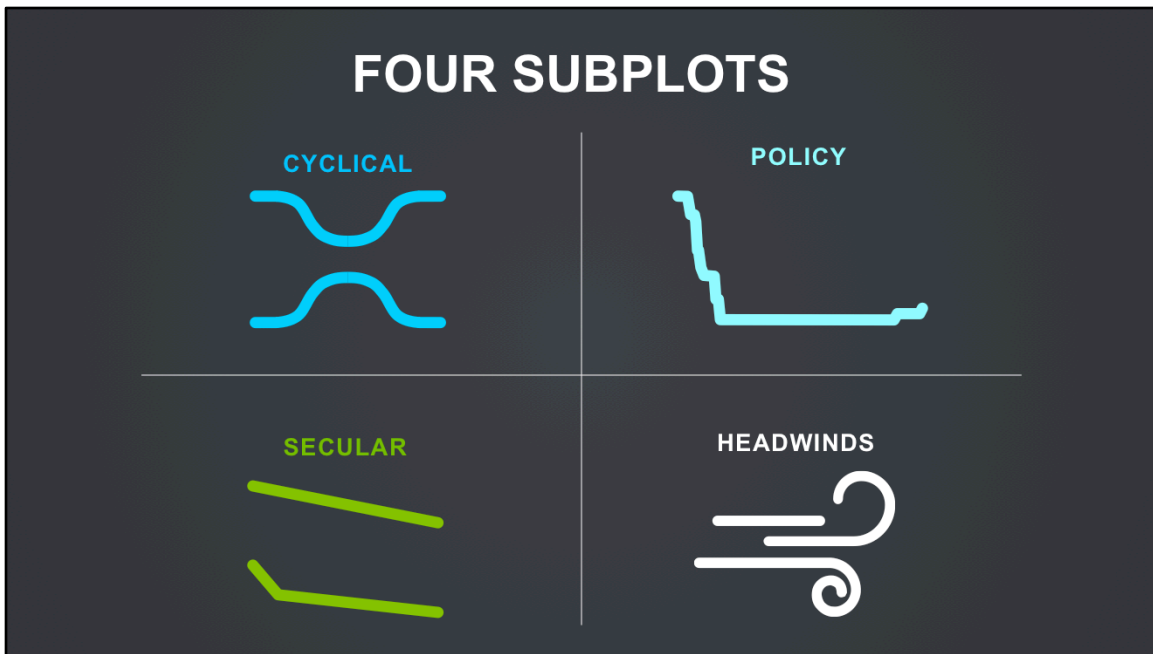 FOUR SUBPLOTS
CYCLICAL
POLICY
SECULAR
HEADWINDS